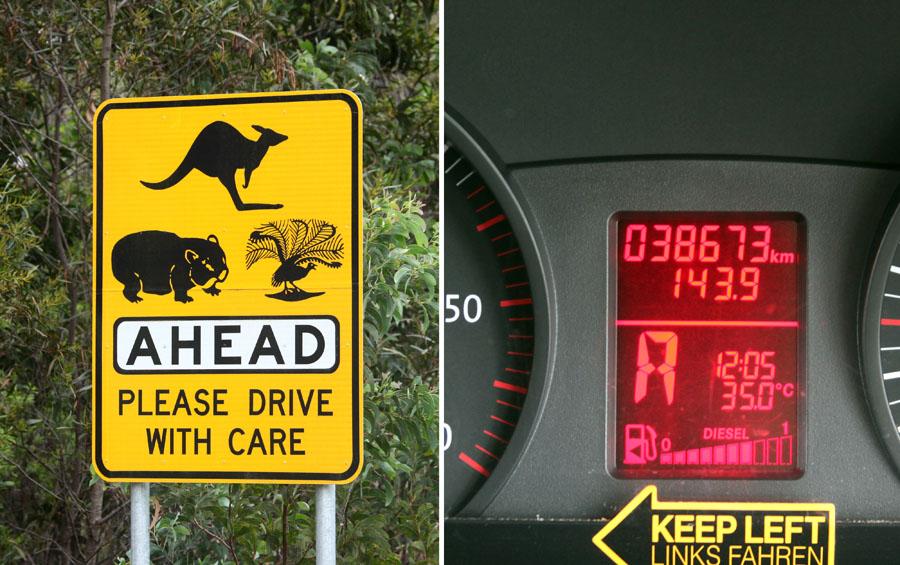 AHEAD
PLEASE DRIVE
WITH CARE
50
0
038673km
143.9
A
12:05
35.0°C
DIESEL
0 1
KEEP LEFT
LINKS FAHREN